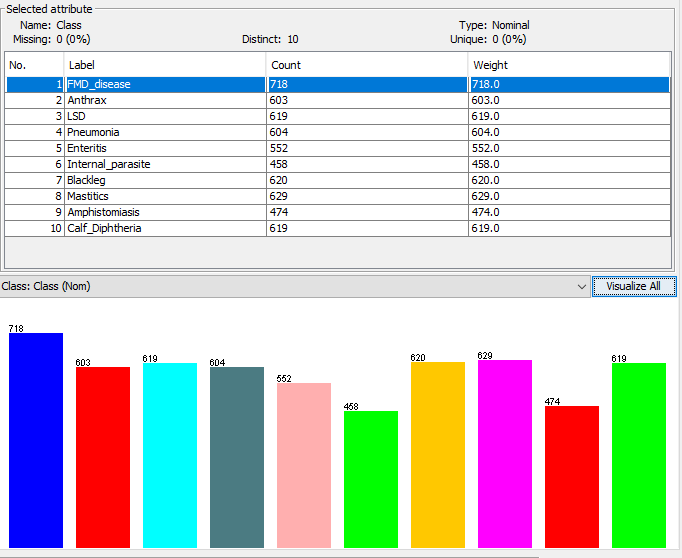 Selected attribute
Name: Class Type: Nominal
Missing: 0 (0%) Distinct: 10 Unique: 0 (0%)
No. Label Count Weight
1 FMD_disease 718 718.0
2 Anthrax 603 603.0
3 LSD 619 619.0
4 Pneumonia 604 604.0
5 Enteritis 552 552.0
6 Internal_parasite 458 458.0
7 Blackleg 620 620.0
8 Mastitics 629 629.0
9 Amphistomiasis 474 474.0
10 Calf_Diphtheria 619 619.0
Class: Class (Nom) Visualize All
718 603 619 604 552 458 620 629 474 619